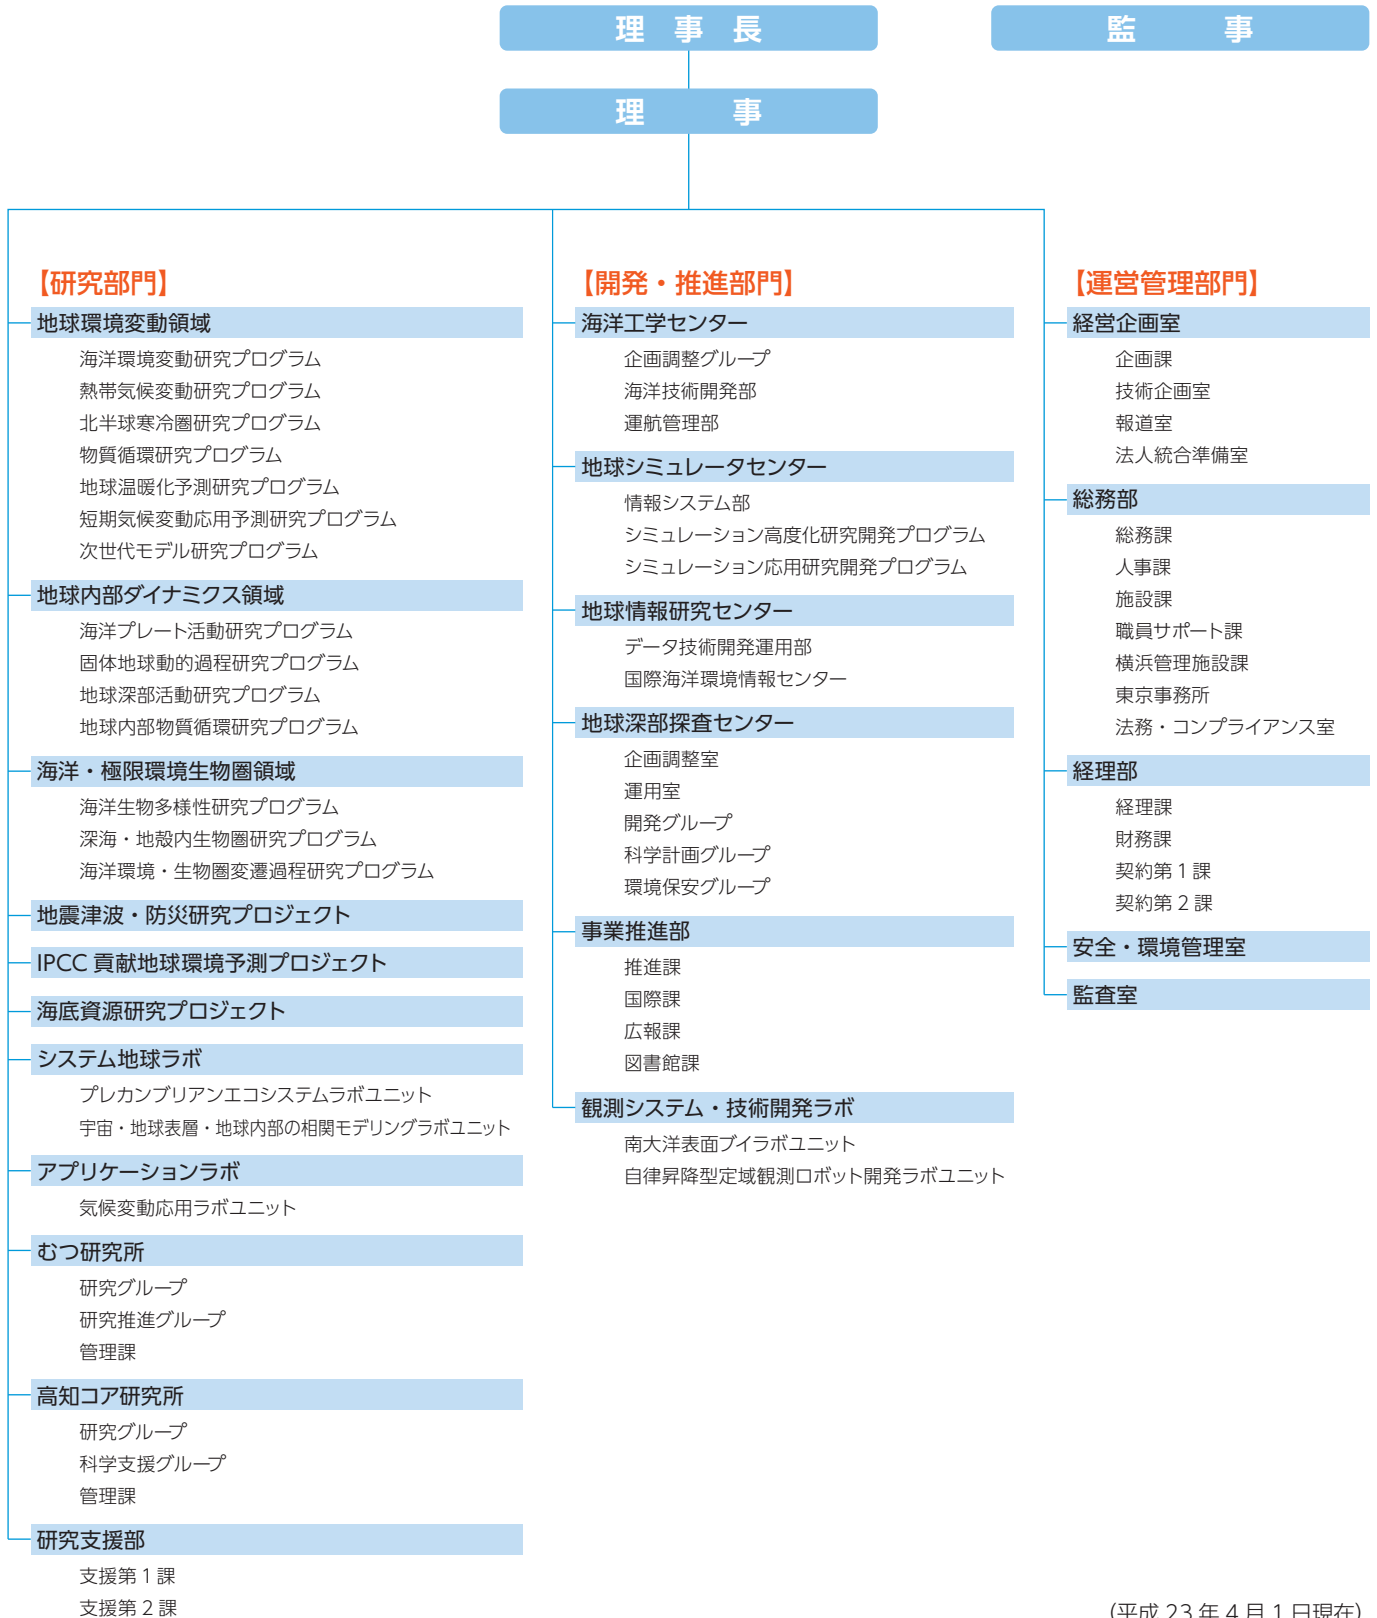 理事長
監事
理事
【研究部門】
地球環境変動領域
海洋環境変動研究プログラム
熱帯気候変動研究プログラム
北半球寒冷圏研究プログラム
物質循環研究プログラム
地球温暖化予測研究プログラム
短期気候変動応用予測研究プログラム
次世代モデル研究プログラム
地球内部ダイナミクス領域
海洋プレート活動研究プログラム
固体地球動的過程研究プログラム
地球深部活動研究プログラム
地球内部物質循環研究プログラム
海洋・極限環境生物圏領域
海洋生物多様性研究プログラム
深海・地殻内生物圏研究プログラム
海洋環境・生物圏変遷過程研究プログラム
地震津波・防災研究プロジェクト
IPCC 貢献地球環境予測プロジェクト
海底資源研究プロジェクト
システム地球ラボ
プレカンブリアンエコシステムラボユニット
宇宙・地球表層・地球内部の相関モデリングラボユニット
アプリケーションラボ
気候変動応用ラボユニット
むつ研究所
研究グループ
研究推進グループ
管理課
高知コア研究所
研究グループ
科学支援グループ
管理課
研究支援部
支援第 1 課
支援第 2 課
【開発・推進部門】
海洋工学センター
企画調整グループ
海洋技術開発部
運航管理部
地球シミュレータセンター
情報システム部
シミュレーション高度化研究開発プログラム
シミュレーション応用研究開発プログラム
地球情報研究センター
データ技術開発運用部
国際海洋環境情報センター
地球深部探査センター
企画調整室
運用室
開発グループ
科学計画グループ
環境保安グループ
事業推進部
推進課
国際課
広報課
図書館課
観測システム・技術開発ラボ
南大洋表面ブイラボユニット
自律昇降型定域観測ロボット開発ラボユニット
【運営管理部門】
経営企画室
企画課
技術企画室
報道室
法人統合準備室
総務部
総務課
人事課
施設課
職員サポート課
横浜管理施設課
東京事務所
法務・コンプライアンス室
経理部
経理課
財務課
契約第 1 課
契約第 2 課
安全・環境管理室
監査室
(平成 23 年 4 月 1 日現在)